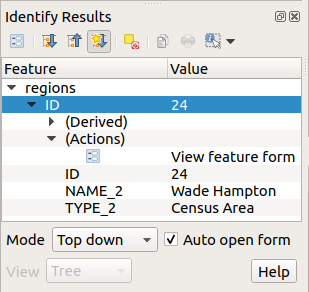 Identify Results
Feature Value
regions
ID 24
(Derived)
(Actions)
View feature form
ID 24
NAME_2 Wade Hampton
TYPE_2 Census Area
Mode Top down Auto open form
View Tree Help